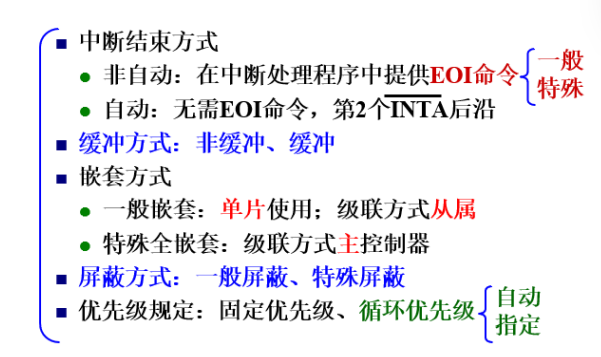 中断结束方式
非自动：在中断处理程序中提供EOI命令
一般
特殊
自动：无需EOI命令，第2个INTA后沿
缓冲方式：非缓冲、缓冲
嵌套方式
一般嵌套：单片使用；级联方式从属
特殊全嵌套：级联方式主控制器
屏蔽方式：一般屏蔽、特殊屏蔽
优先级规定：固定优先级、循环优先级
自动
指定